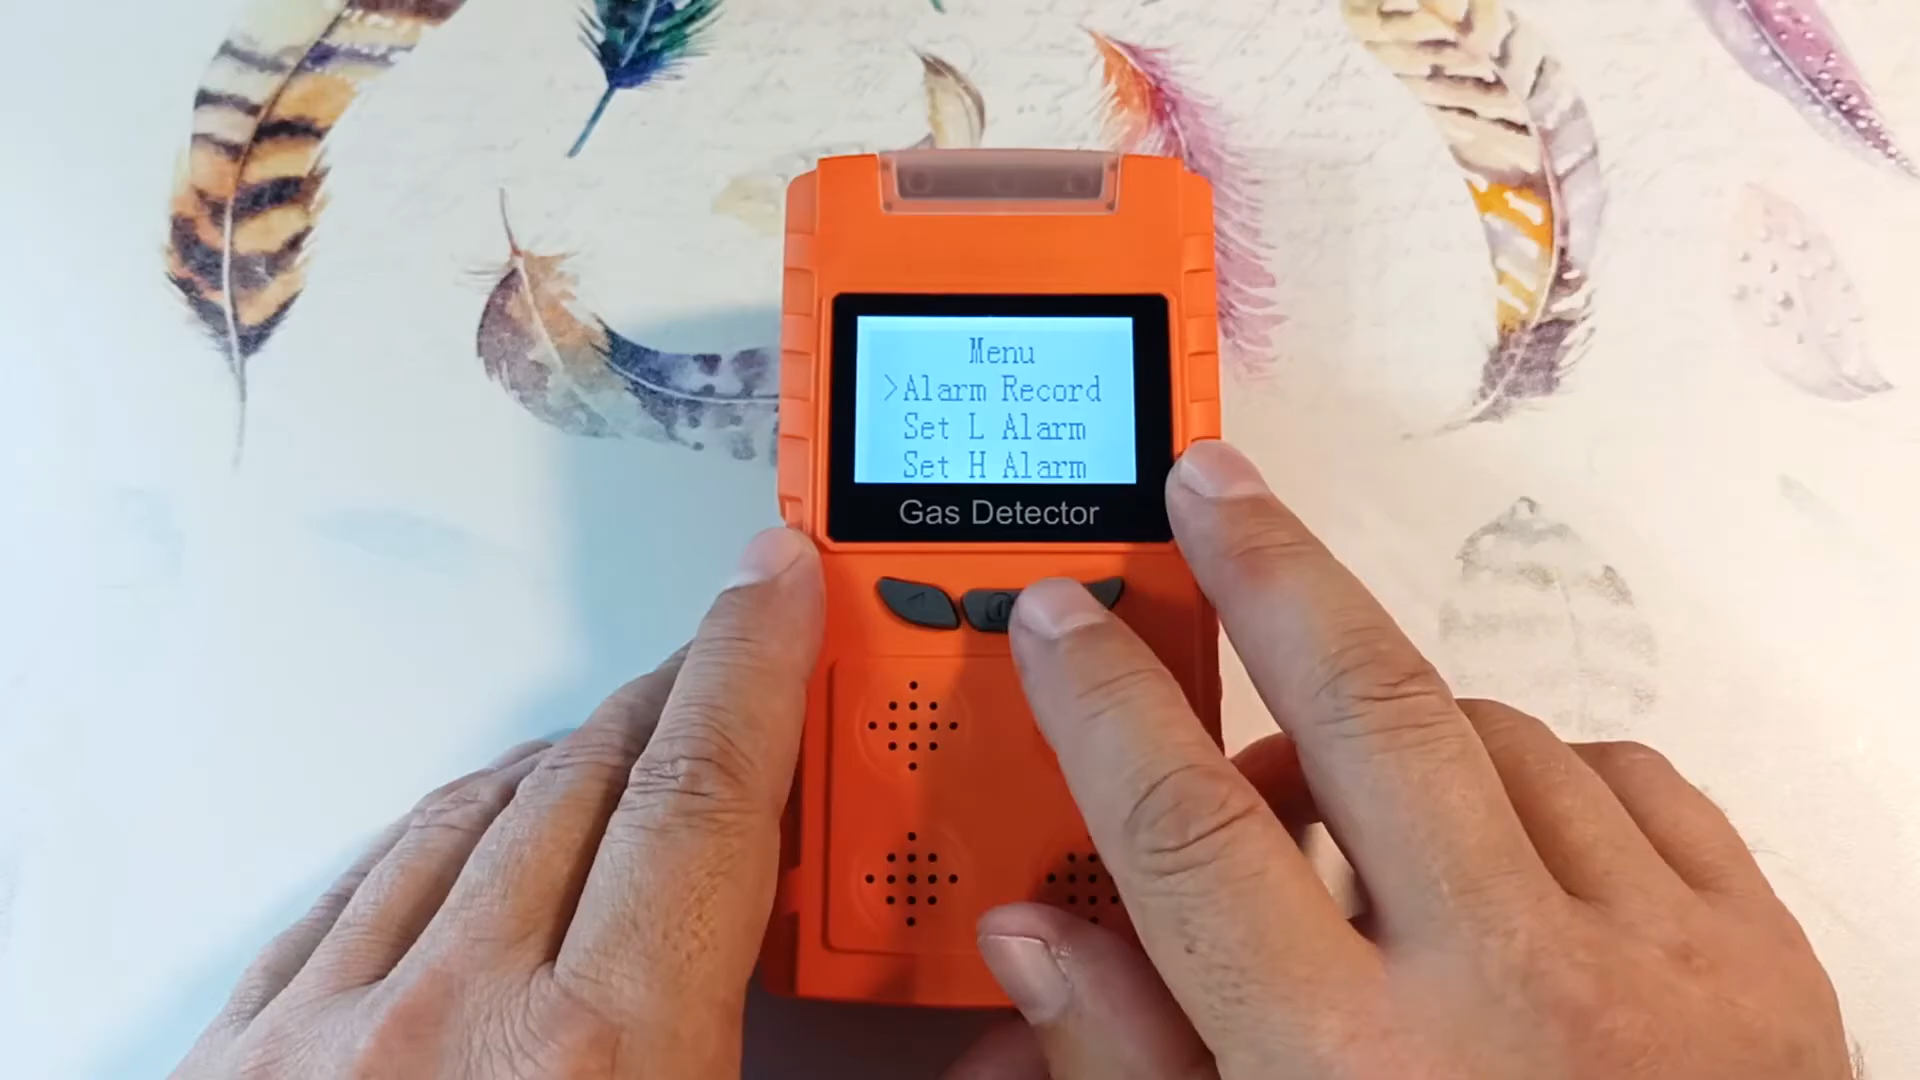 Menu
>Alarm Record
Set L Alarm
Set H Alarm
Gas Detector